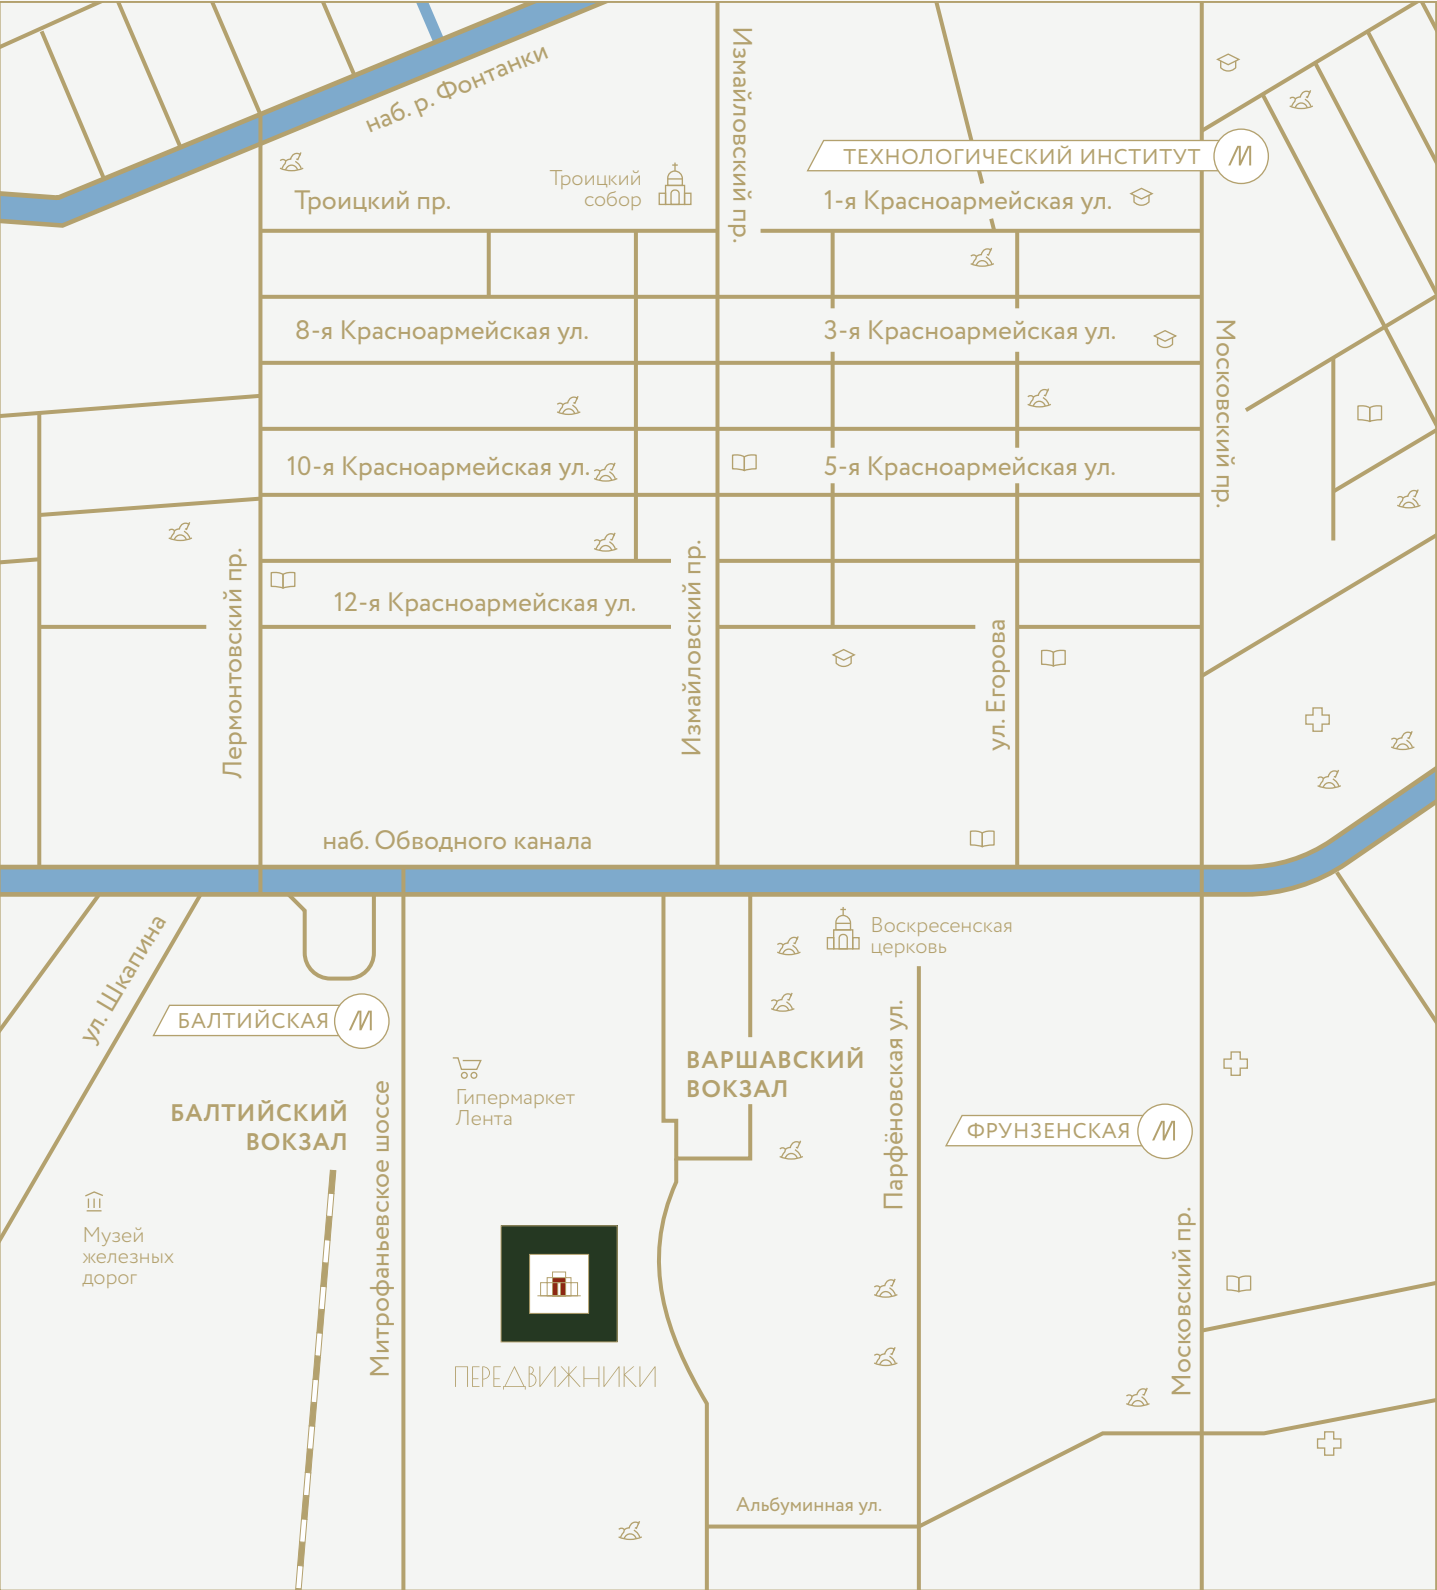 наб. р. Фонтанки
Измайловский пр.
ТЕХНОЛОГИЧЕСКИЙ ИНСТИТУТ
М
Троицкий
собор
Троицкий пр.
1-я Красноармейская ул.
8-я Красноармейская ул.
3-я Красноармейская ул.
Московский пр.
10-я Красноармейская ул.
5-я Красноармейская ул.
Лермонтовский пр.
12-я Красноармейская ул.
Измайловский пр.
ул. Егорова
наб. Обводного канала
ул. Шкапина
Воскресенская
церковь
БАЛТИЙСКАЯ
М
ВАРШАВСКИЙ
ВОКЗАЛ
Парфёновская ул.
Гипермаркет
Лента
БАЛТИЙСКИЙ
ВОКЗАЛ
Митрофаньевское шоссе
ФРУНЗЕНСКАЯ
М
Музей
железных
дорог
Московский пр.
ПЕРЕДВИЖНИКИ
Альбуминная ул.